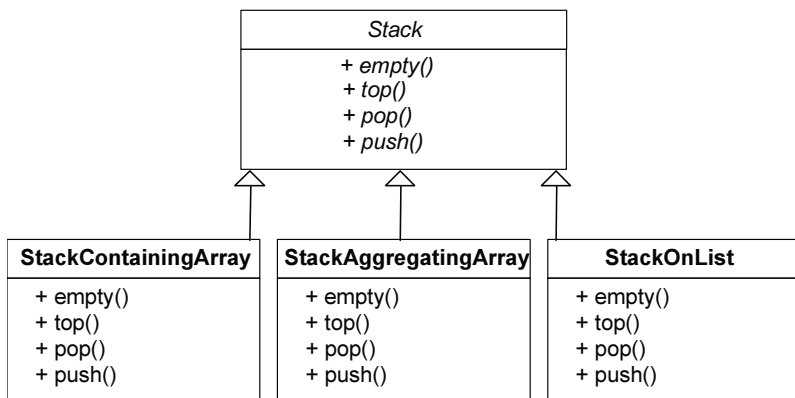 Stack
+ empty()
+ top()
+ pop()
+ push()
StackContainingArray
+ empty()
+ top()
+ pop()
+ push()
StackAggregatingArray
+ empty()
+ top()
+ pop()
+ push()
StackOnList
+ empty()
+ top()
+ pop()
+ push()